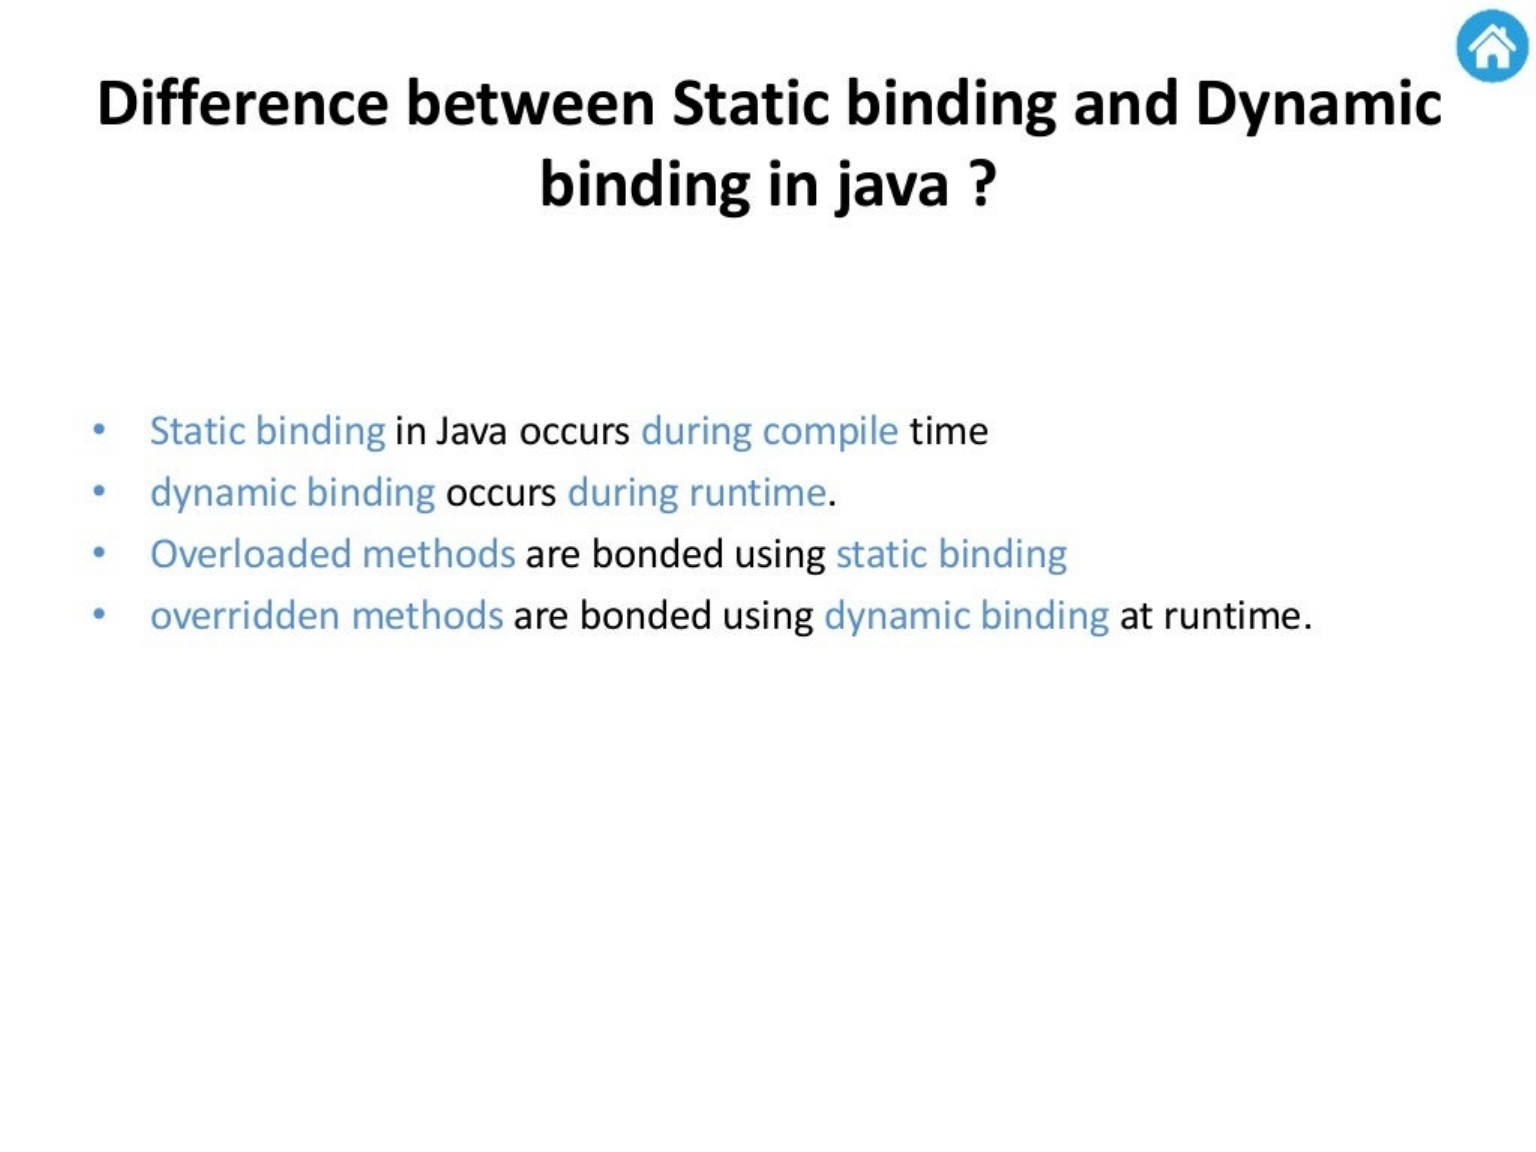 Difference between Static binding and Dynamic
binding in java ?
• Static binding in Java occurs during compile time
• dynamic binding occurs during runtime.
• Overloaded methods are bonded using static binding
• overridden methods are bonded using dynamic binding at runtime.